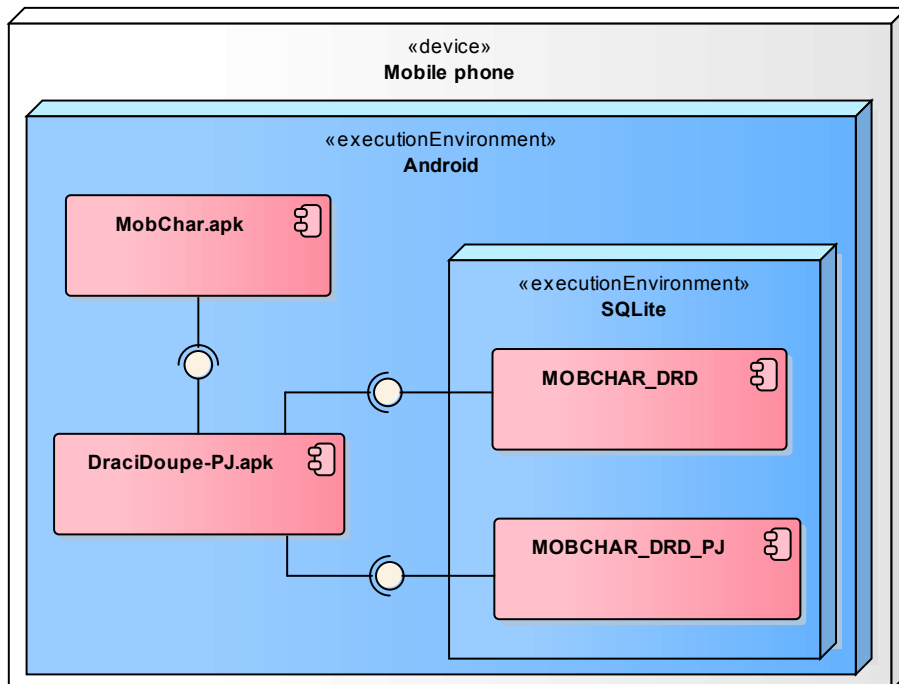 «device»
Mobile phone
«executionEnvironment»
Android
MobChar.apk
«executionEnvironment»
SQLite
MOBCHAR_DRD
DraciDoupe-PJ.apk
MOBCHAR_DRD_PJ